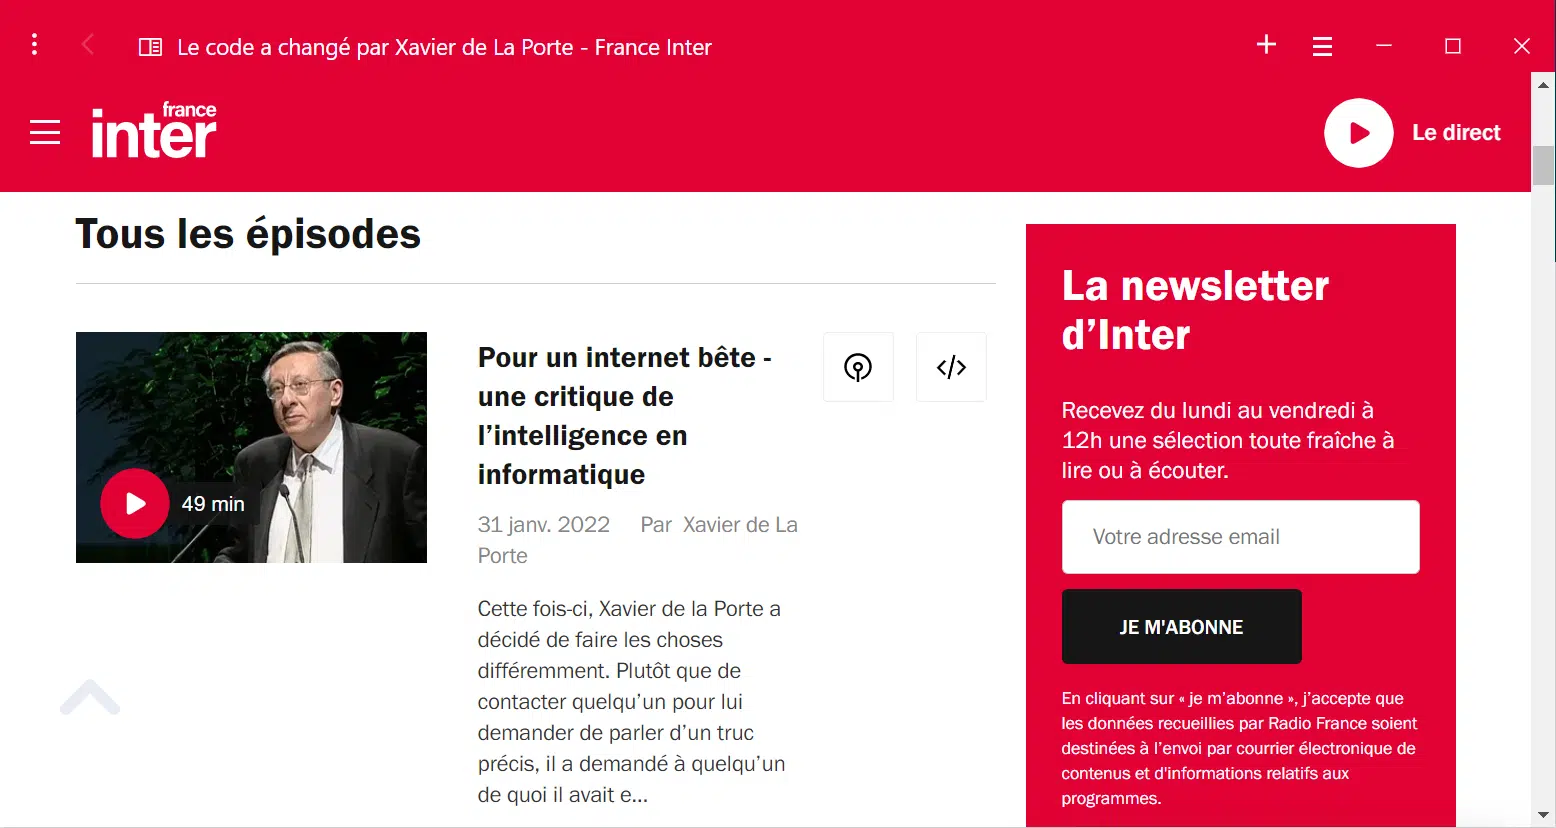 Le code a changé par Xavier de La Porte - France Inter
france
inter
Le direct
Tous les épisodes
49 min
Pour un internet bête -
une critique de
l’intelligence en
informatique
31 janv. 2022 Par Xavier de La
Porte
Cette fois-ci, Xavier de la Porte a
décidé de faire les choses
différemment. Plutôt que de
contacter quelqu’un pour lui
demander de parler d’un truc
précis, il a demandé à quelqu’un
de quoi il avait e...
La newsletter
d’Inter
Recevez du lundi au vendredi à
12h une sélection toute fraîche à
lire ou à écouter.
Votre adresse email
JE M'ABONNE
En cliquant sur « je m’abonne », j’accepte que
les données recueillies par Radio France soient
destinées à l’envoi par courrier électronique de
contenus et d'informations relatifs aux
programmes.